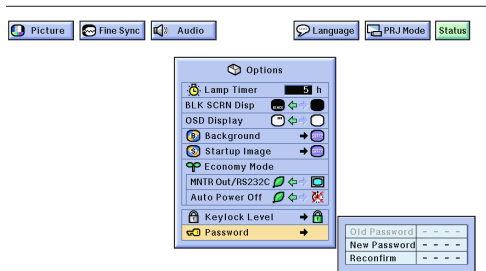 Picture Fine Sync Audio Language PRJ Mode Status
Options
Lamp Timer 5 h
BLK SCRN Disp
OSD Display
Background
Startup Image
Economy Mode
MNTR Out/RS232C
Auto Power Off
Keylock Level
Password
Old Password - - - -
New Password - - - -
Reconfirm - - - -